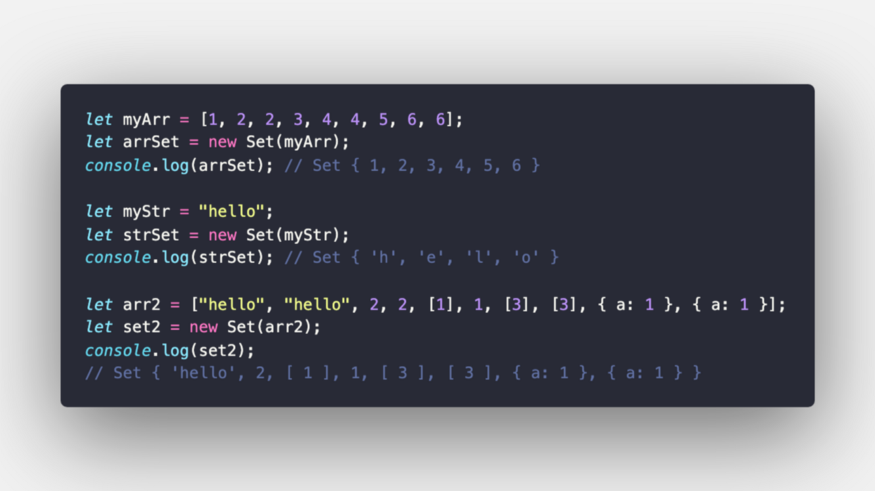 let myArr = [1, 2, 2, 3, 4, 4, 5, 6, 6];
let arrSet = new Set(myArr);
console.log(arrSet); // Set { 1, 2, 3, 4, 5, 6 }
let myStr = "hello";
let strSet = new Set(myStr);
console.log(strSet); // Set { 'h', 'e', 'l', 'o' }
let arr2 = ["hello", "hello", 2, 2, [1], 1, [3], [3], { a: 1 }, { a: 1 }];
let set2 = new Set(arr2);
console.log(set2);
// Set { 'hello', 2, [ 1 ], 1, [ 3 ], [ 3 ], { a: 1 }, { a: 1 } }